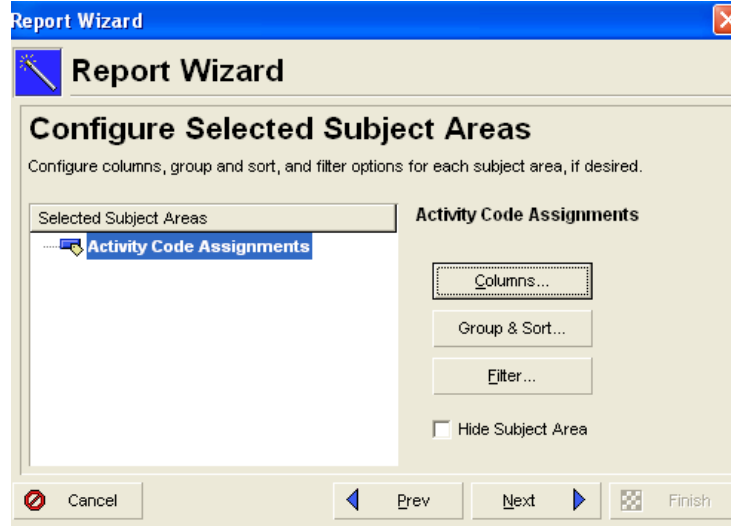 Report Wizard
Report Wizard
Configure Selected Subject Areas
Configure columns, group and sort, and filter options for each subject area, if desired.
Selected Subject Areas
Activity Code Assignments
Activity Code Assignments
Columns...
Group & Sort...
Filter...
Hide Subject Area
Cancel
Prev
Next
Finish